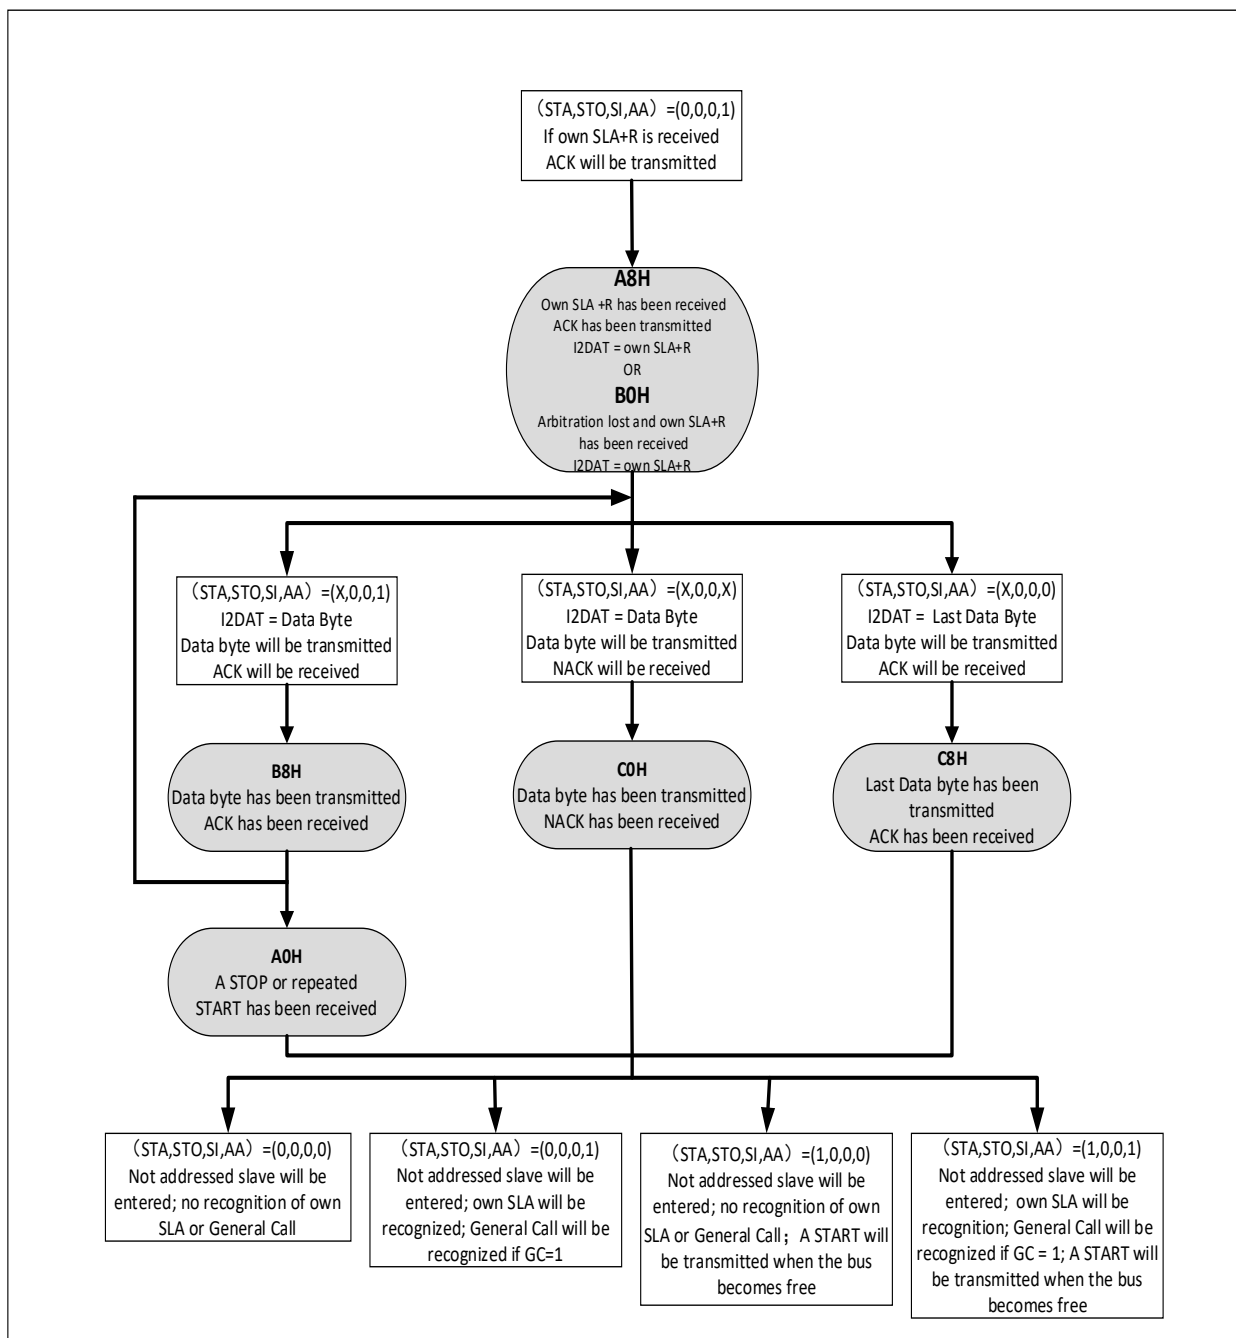 （STA,STO,SI,AA）=(0,0,0,1)
If own SLA+R is received
ACK will be transmitted
A8H
Own SLA +R has been received
ACK has been transmitted
I2DAT = own SLA+R
OR
B0H
Arbitration lost and own SLA+R
has been received
I2DAT = own SLA+R
（STA,STO,SI,AA）=(X,0,0,1)
I2DAT = Data Byte
Data byte will be transmitted
ACK will be received
（STA,STO,SI,AA）=(X,0,0,X)
I2DAT = Data Byte
Data byte will be transmitted
NACK will be received
（STA,STO,SI,AA）=(X,0,0,0)
I2DAT = Last Data Byte
Data byte will be transmitted
ACK will be received
B8H
Data byte has been transmitted
ACK has been received
C0H
Data byte has been transmitted
NACK has been received
C8H
Last Data byte has been
transmitted
ACK has been received
A0H
A STOP or repeated
START has been received
（STA,STO,SI,AA）=(0,0,0,0)
Not addressed slave will be
entered; no recognition of own
SLA or General Call
（STA,STO,SI,AA）=(0,0,0,1)
Not addressed slave will be
entered; own SLA will be
recognized; General Call will be
recognized if GC=1
（STA,STO,SI,AA）=(1,0,0,0)
Not addressed slave will be
entered; no recognition of own
SLA or General Call；A START will
be transmitted when the bus
becomes free
（STA,STO,SI,AA）=(1,0,0,1)
Not addressed slave will be
entered; own SLA will be
recognition; General Call will be
recognized if GC = 1; A START will
be transmitted when the bus
becomes free